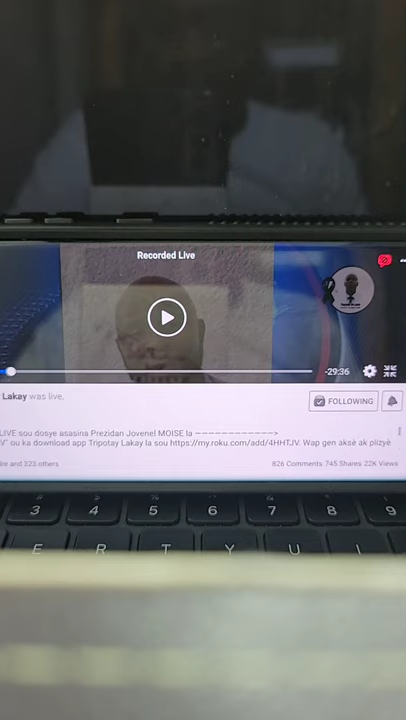 Recorded Live
-29:36
Lakay was live.
FOLLOWING
LIVE sou dosye asasina Prezidan Jovenel MOISE la ————————————>
ou ka download app Tripotay Lakay la sou https://my.roku.com/add/4HHTJV. Wap gen aksè ak plizyè
and 323 others
826 Comments 745 Shares 22K Views
3 4 5 6 7 8 9
E R T Y U I